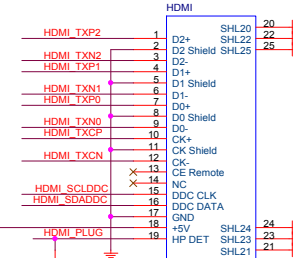 HDMI
HDMI_TXP2 1 D2+ SHL20 20
2 D2 Shield SHL22 22
HDMI_TXN2 3 D2- SHL25 25
HDMI_TXP1 4 D1+
5 D1 Shield
HDMI_TXN1 6 D1-
HDMI_TXP0 7 D0+
8 D0 Shield
HDMI_TXN0 9 D0-
HDMI_TXCP 10 CK+
11 CK Shield
HDMI_TXCN 12 CK-
13 CE Remote
14 NC
HDMI_SCLDDC 15 DDC CLK
HDMI_SDADDC 16 DDC DATA
17 GND
18 +5V SHL24 24
HDMI_PLUG 19 HP DET SHL23 23
SHL21 21